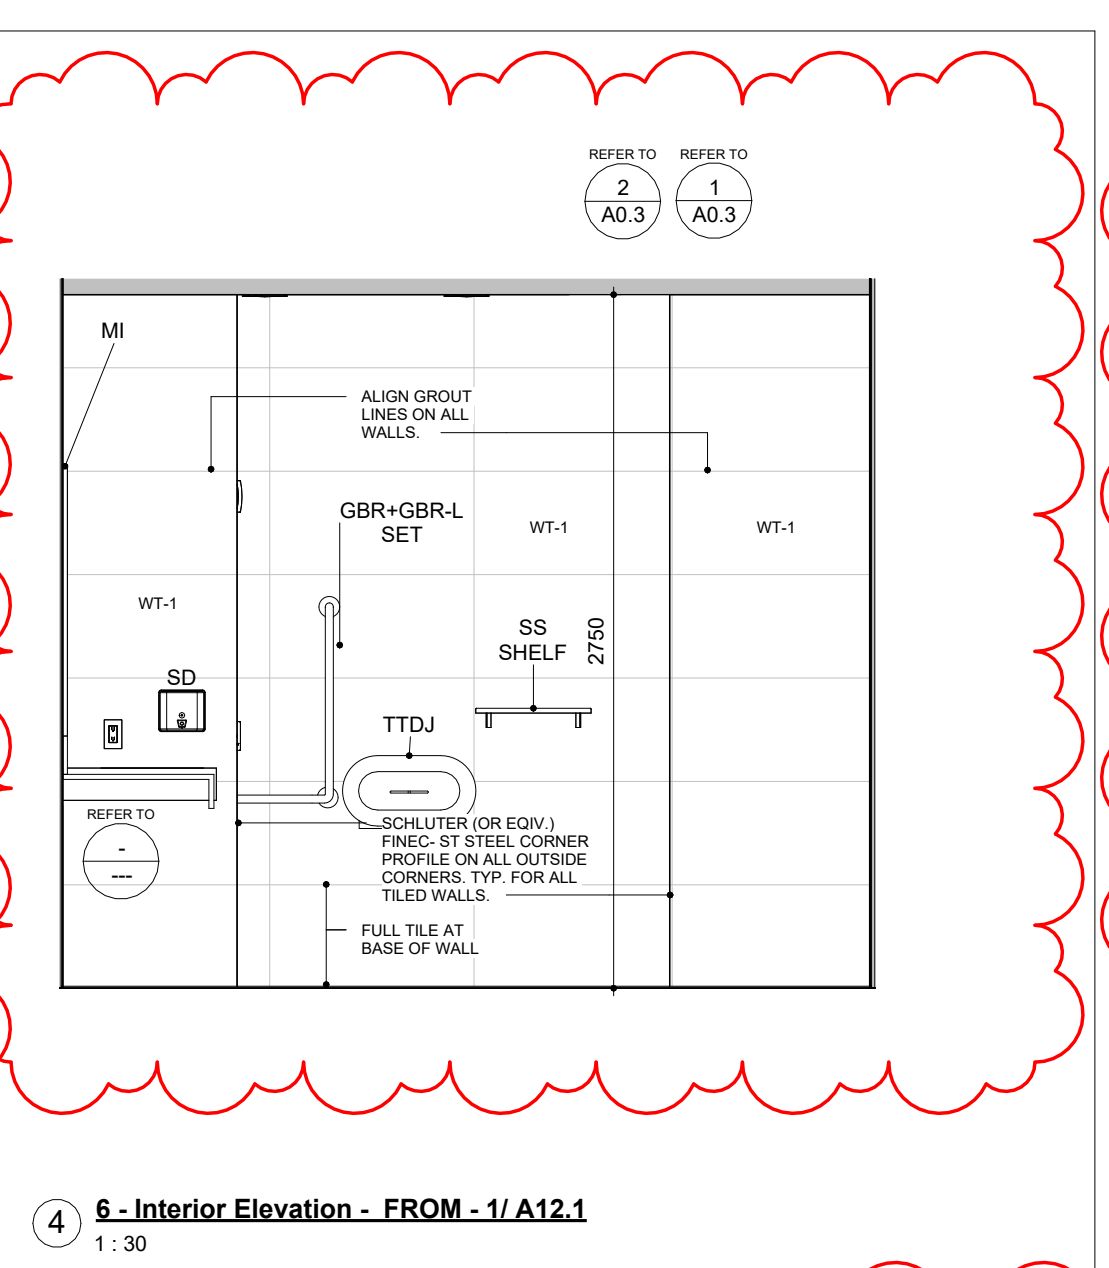 REFER TO
2
A0.3
REFER TO
1
A0.3
MI
ALIGN GROUT
LINES ON ALL
WALLS.
GBR+GBR-L
SET
WT-1
WT-1
WT-1
SS
SHELF
2750
SD
TTDJ
REFER TO
-
---
SCHLUTER (OR EQIV.)
FINEC- ST STEEL CORNER
PROFILE ON ALL OUTSIDE
CORNERS. TYP. FOR ALL
TILED WALLS.
FULL TILE AT
BASE OF WALL
4
6 - Interior Elevation - FROM - 1/ A12.1
1 : 30